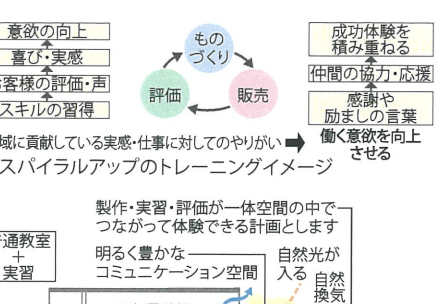 意欲の向上
喜び・実感
お客様の評価・声
スキルの習得
もの
づくり
評価
販売
成功体験を
積み重ねる
仲間の協力・応援
感謝や
励ましの言葉
域に貢献している実感・仕事に対してのやりがい➡
働く意欲を向上
させる
スパイラルアップのトレーニングイメージ
製作・実習・評価が一体空間の中で
つながって体験できる計画とします
通教室
+
実習
明るく豊かな
コミュニケーション空間
自然光が
入る
自然
換気